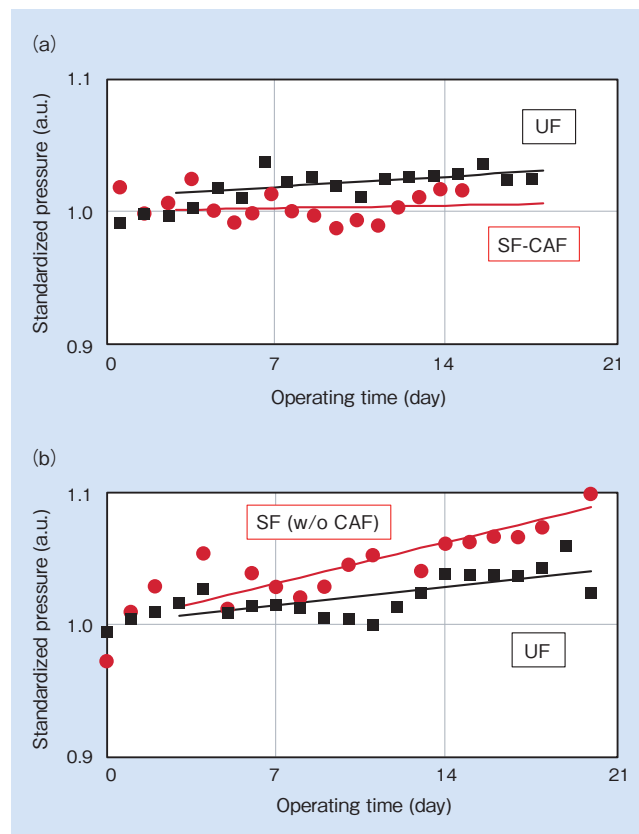 (a)
1.1
1.0
0.9
Standardized pressure (a.u.)
UF
SF-CAF
0
7
14
21
Operating time (day)
(b)
1.1
1.0
0.9
Standardized pressure (a.u.)
SF (w/o CAF)
UF
0
7
14
21
Operating time (day)